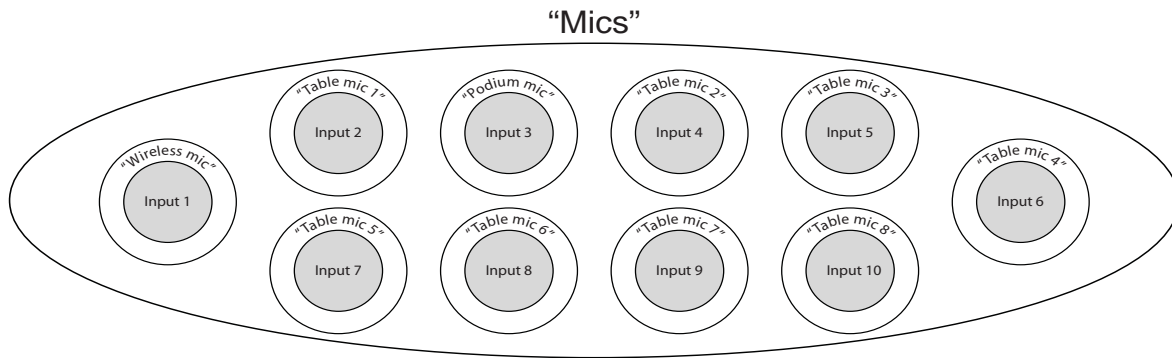 “Mics”
“Table mic 1”
Input 2
“Podium mic”
Input 3
“Table mic 2”
Input 4
“Table mic 3”
Input 5
“Wireless mic”
Input 1
“Table mic 4”
Input 6
“Table mic 5”
Input 7
“Table mic 6”
Input 8
“Table mic 7”
Input 9
“Table mic 8”
Input 10